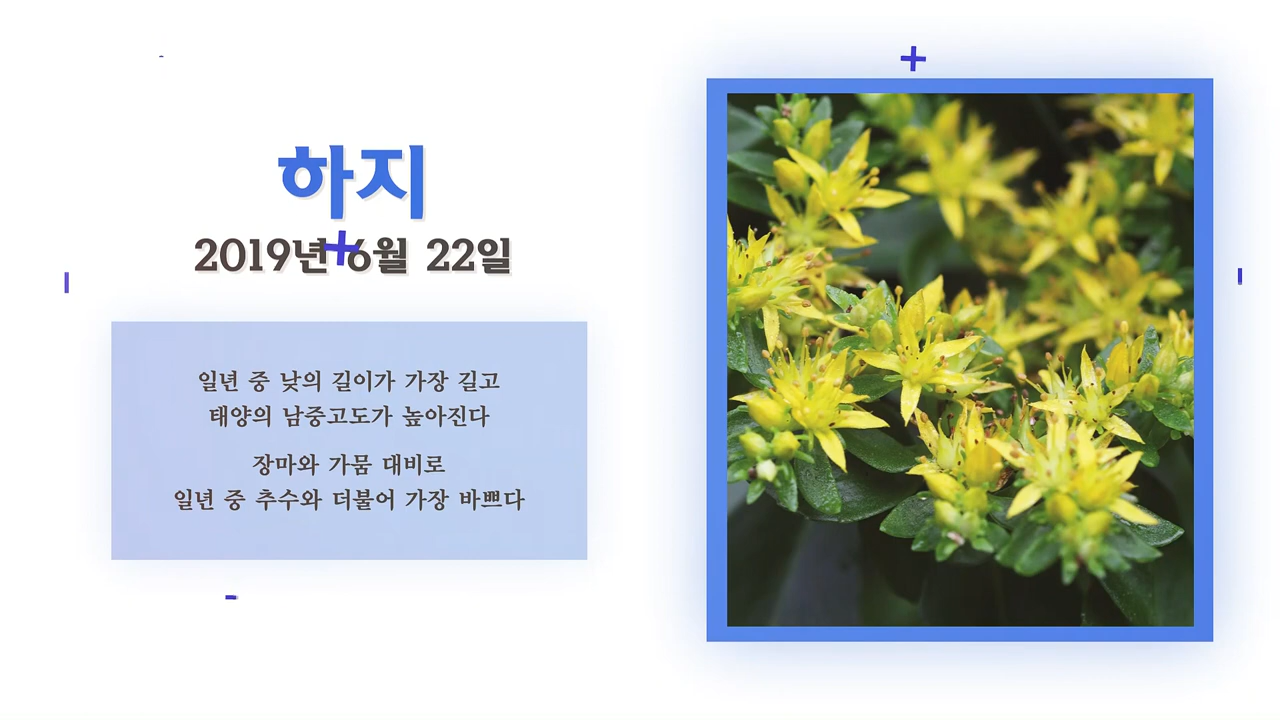 하지
2019년 6월 22일
일년 중 낮의 길이가 가장 길고
태양의 남중고도가 높아진다
장마와 가뭄 대비로
일년 중 추수와 더불어 가장 바쁘다